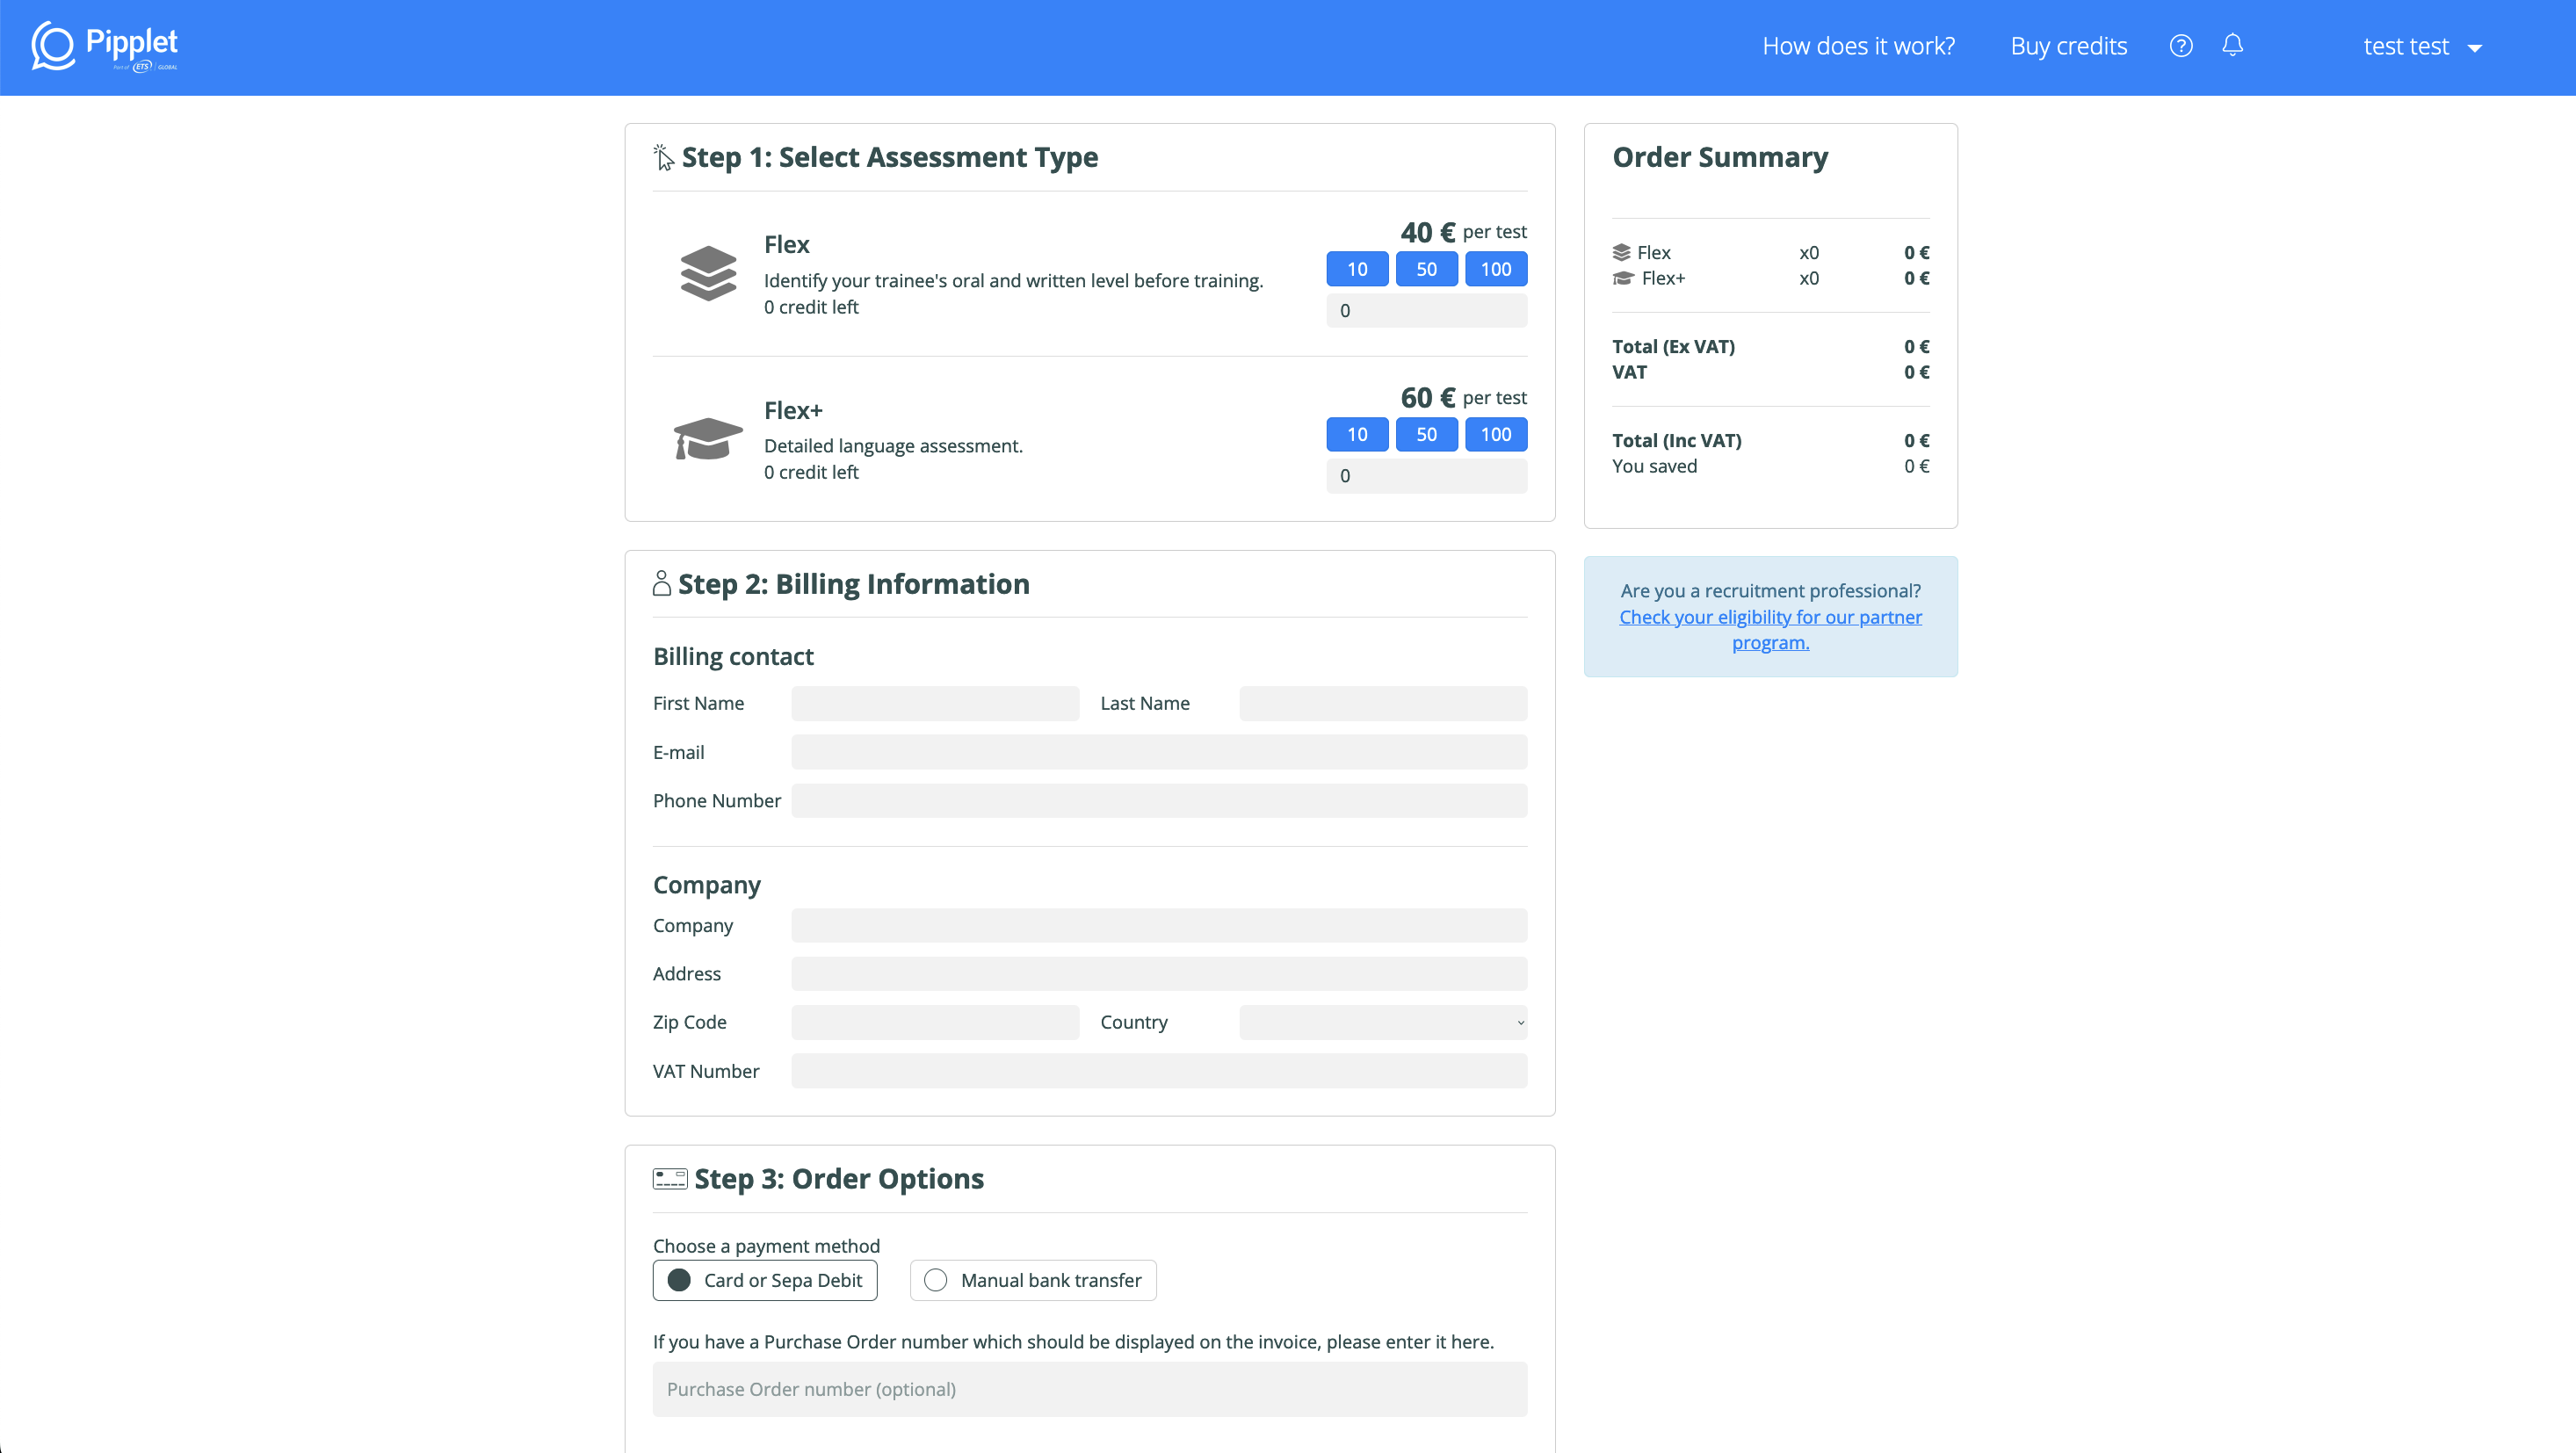 Pipplet
Part of ETS GLOBAL
How does it work?
Buy credits
?
test test
Step 1: Select Assessment Type
Flex
Identify your trainee's oral and written level before training.
0 credit left
40 € per test
10 50 100
0
Flex+
Detailed language assessment.
0 credit left
60 € per test
10 50 100
0
Step 2: Billing Information
Billing contact
First Name
Last Name
E-mail
Phone Number
Company
Company
Address
Zip Code
Country
VAT Number
Step 3: Order Options
Choose a payment method
Card or Sepa Debit
Manual bank transfer
If you have a Purchase Order number which should be displayed on the invoice, please enter it here.
Purchase Order number (optional)
Order Summary
Flex x0 0 €
Flex+ x0 0 €
Total (Ex VAT) 0 €
VAT 0 €
Total (Inc VAT) 0 €
You saved 0 €
Are you a recruitment professional?
Check your eligibility for our partner
program.